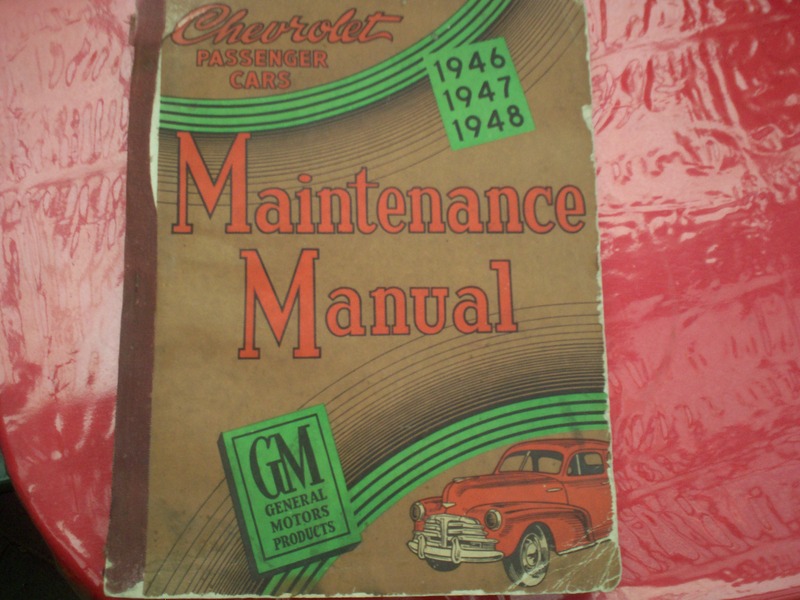 Chevrolet
PASSENGER
CARS
1946
1947
1948
Maintenance
Manual
GM
GENERAL
MOTORS
PRODUCTS